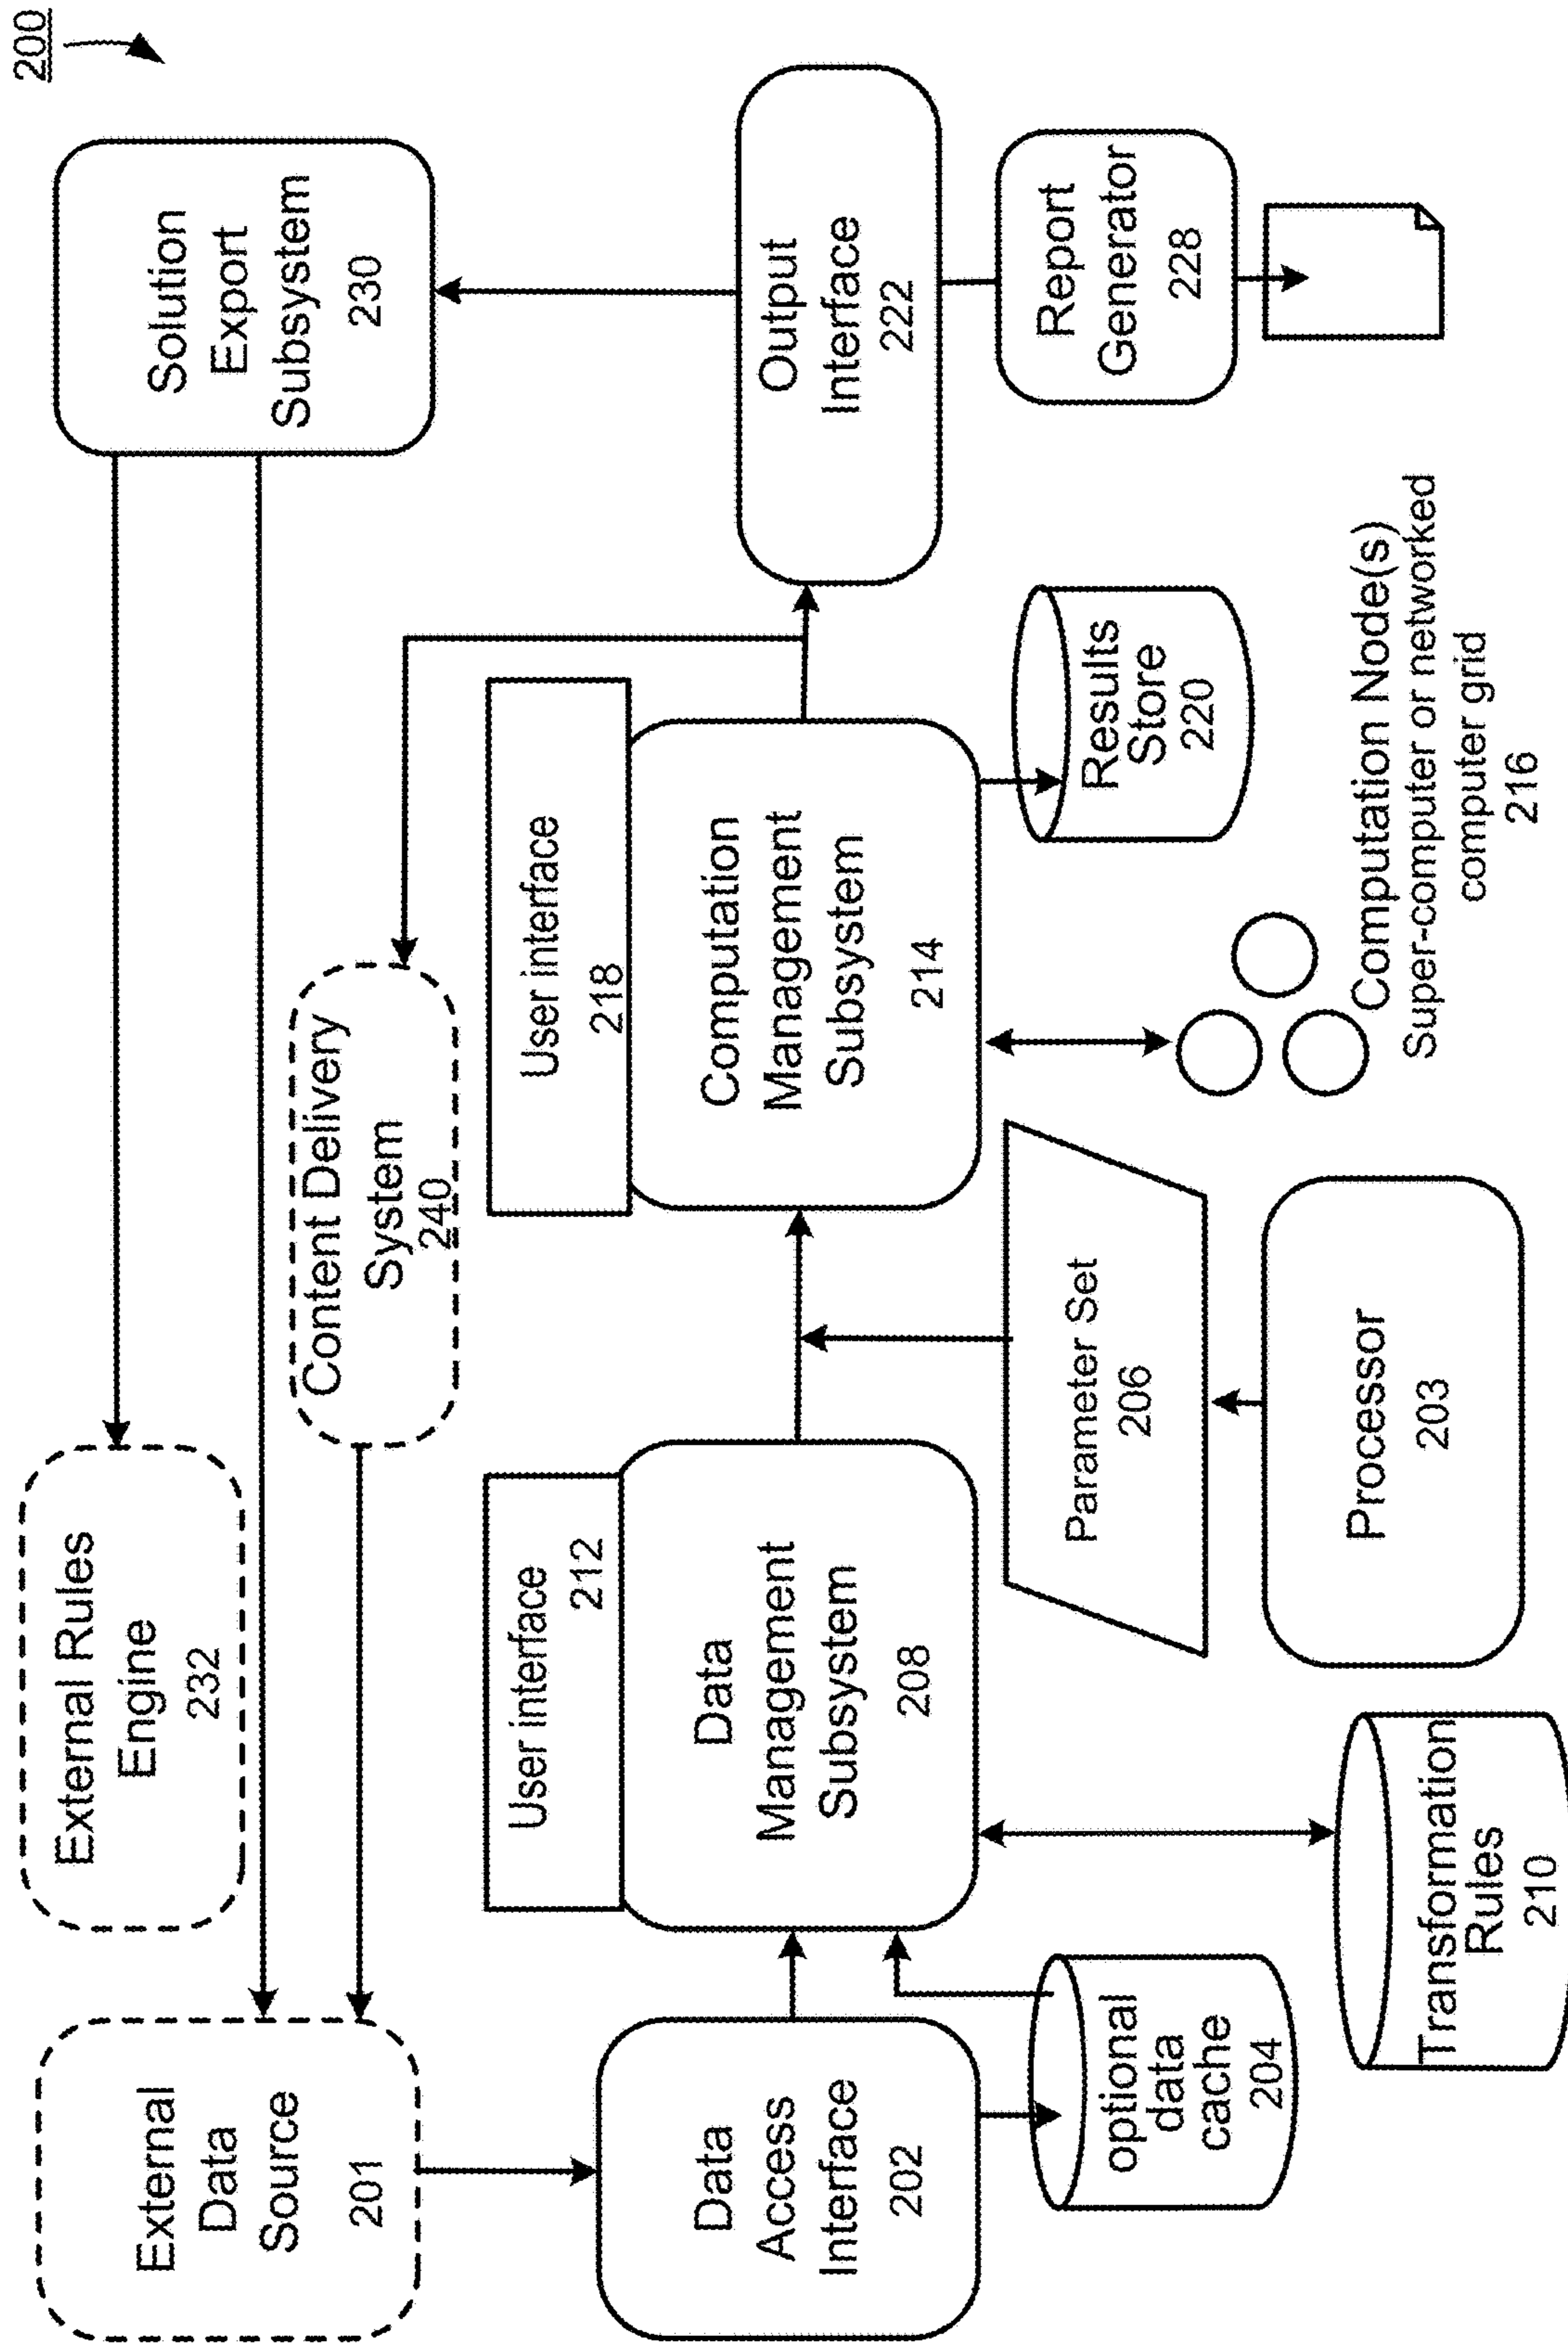 200
External
Data
Source
201
External Rules
Engine
232
Solution
Export
Subsystem
230
Content Delivery
System
240
User interface
212
User interface
218
Data
Access
Interface
202
Data
Management
Subsystem
208
Computation
Management
Subsystem
214
Output
Interface
222
optional
data
cache
204
Parameter Set
206
Results
Store
220
Report
Generator
228
Transformation
Rules
210
Processor
203
Computation Node(s)
Super-computer or networked
computer grid
216